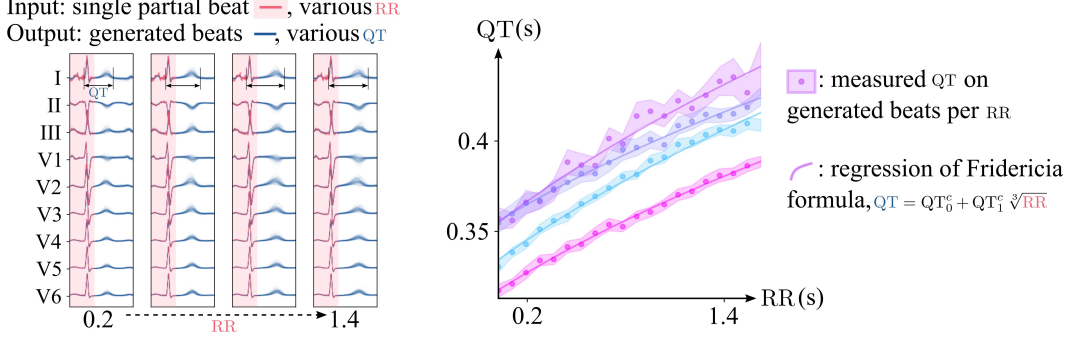 Input: single partial beat —, various RR
Output: generated beats —, various QT
I
II
III
V1
V2
V3
V4
V5
V6
QT
0.2
RR
1.4
QT(s)
0.4
0.35
0.2
1.4
RR(s)
: measured QT on
generated beats per RR
: regression of Fridericia
formula, QT = QT₀ᶜ + QT₁ᶜ ∛RR